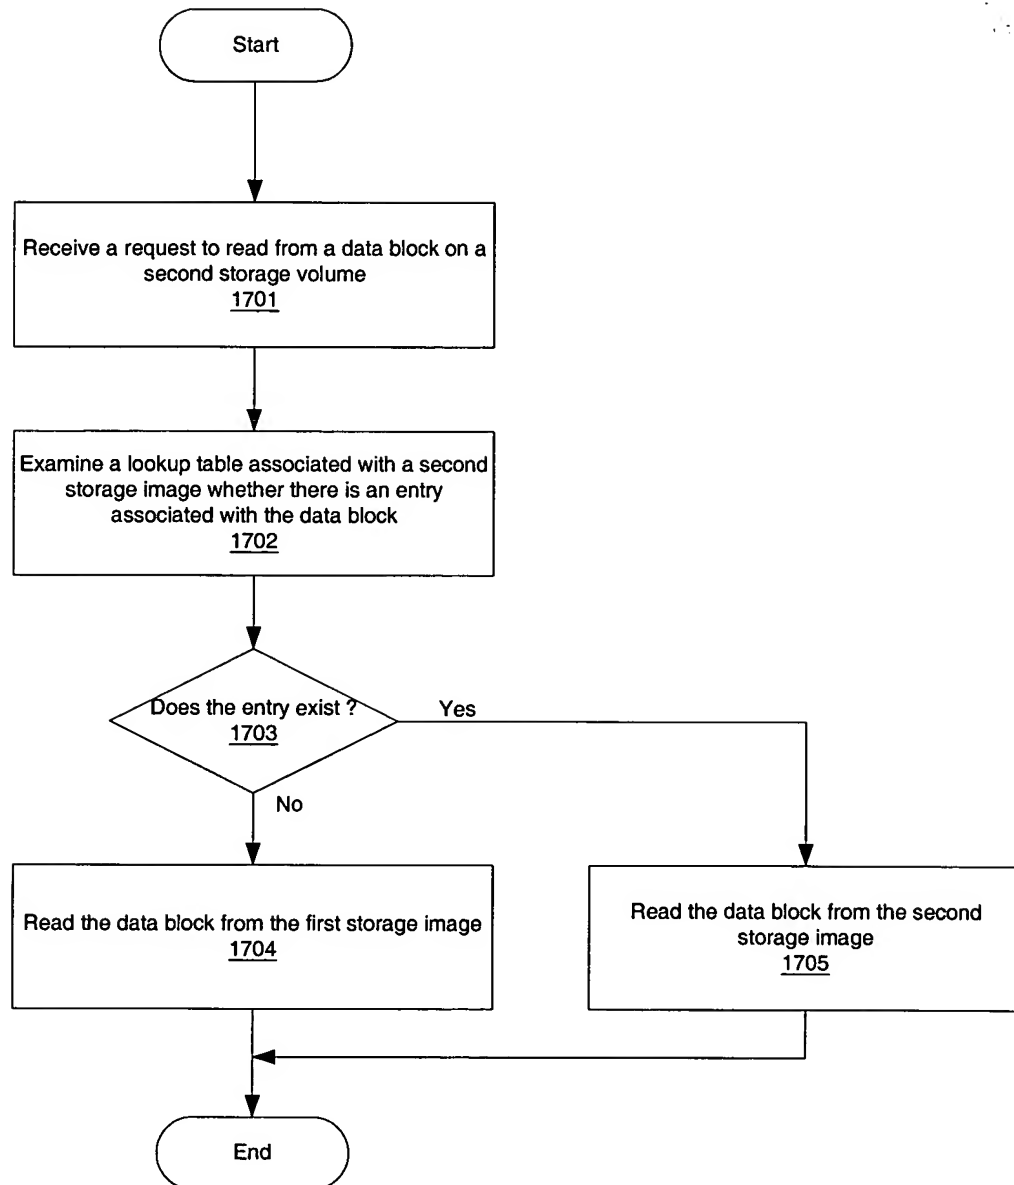 Start
Receive a request to read from a data block on a
second storage volume
1701
Examine a lookup table associated with a second
storage image whether there is an entry
associated with the data block
1702
Does the entry exist ?
1703
Yes
No
Read the data block from the first storage image
1704
Read the data block from the second
storage image
1705
End